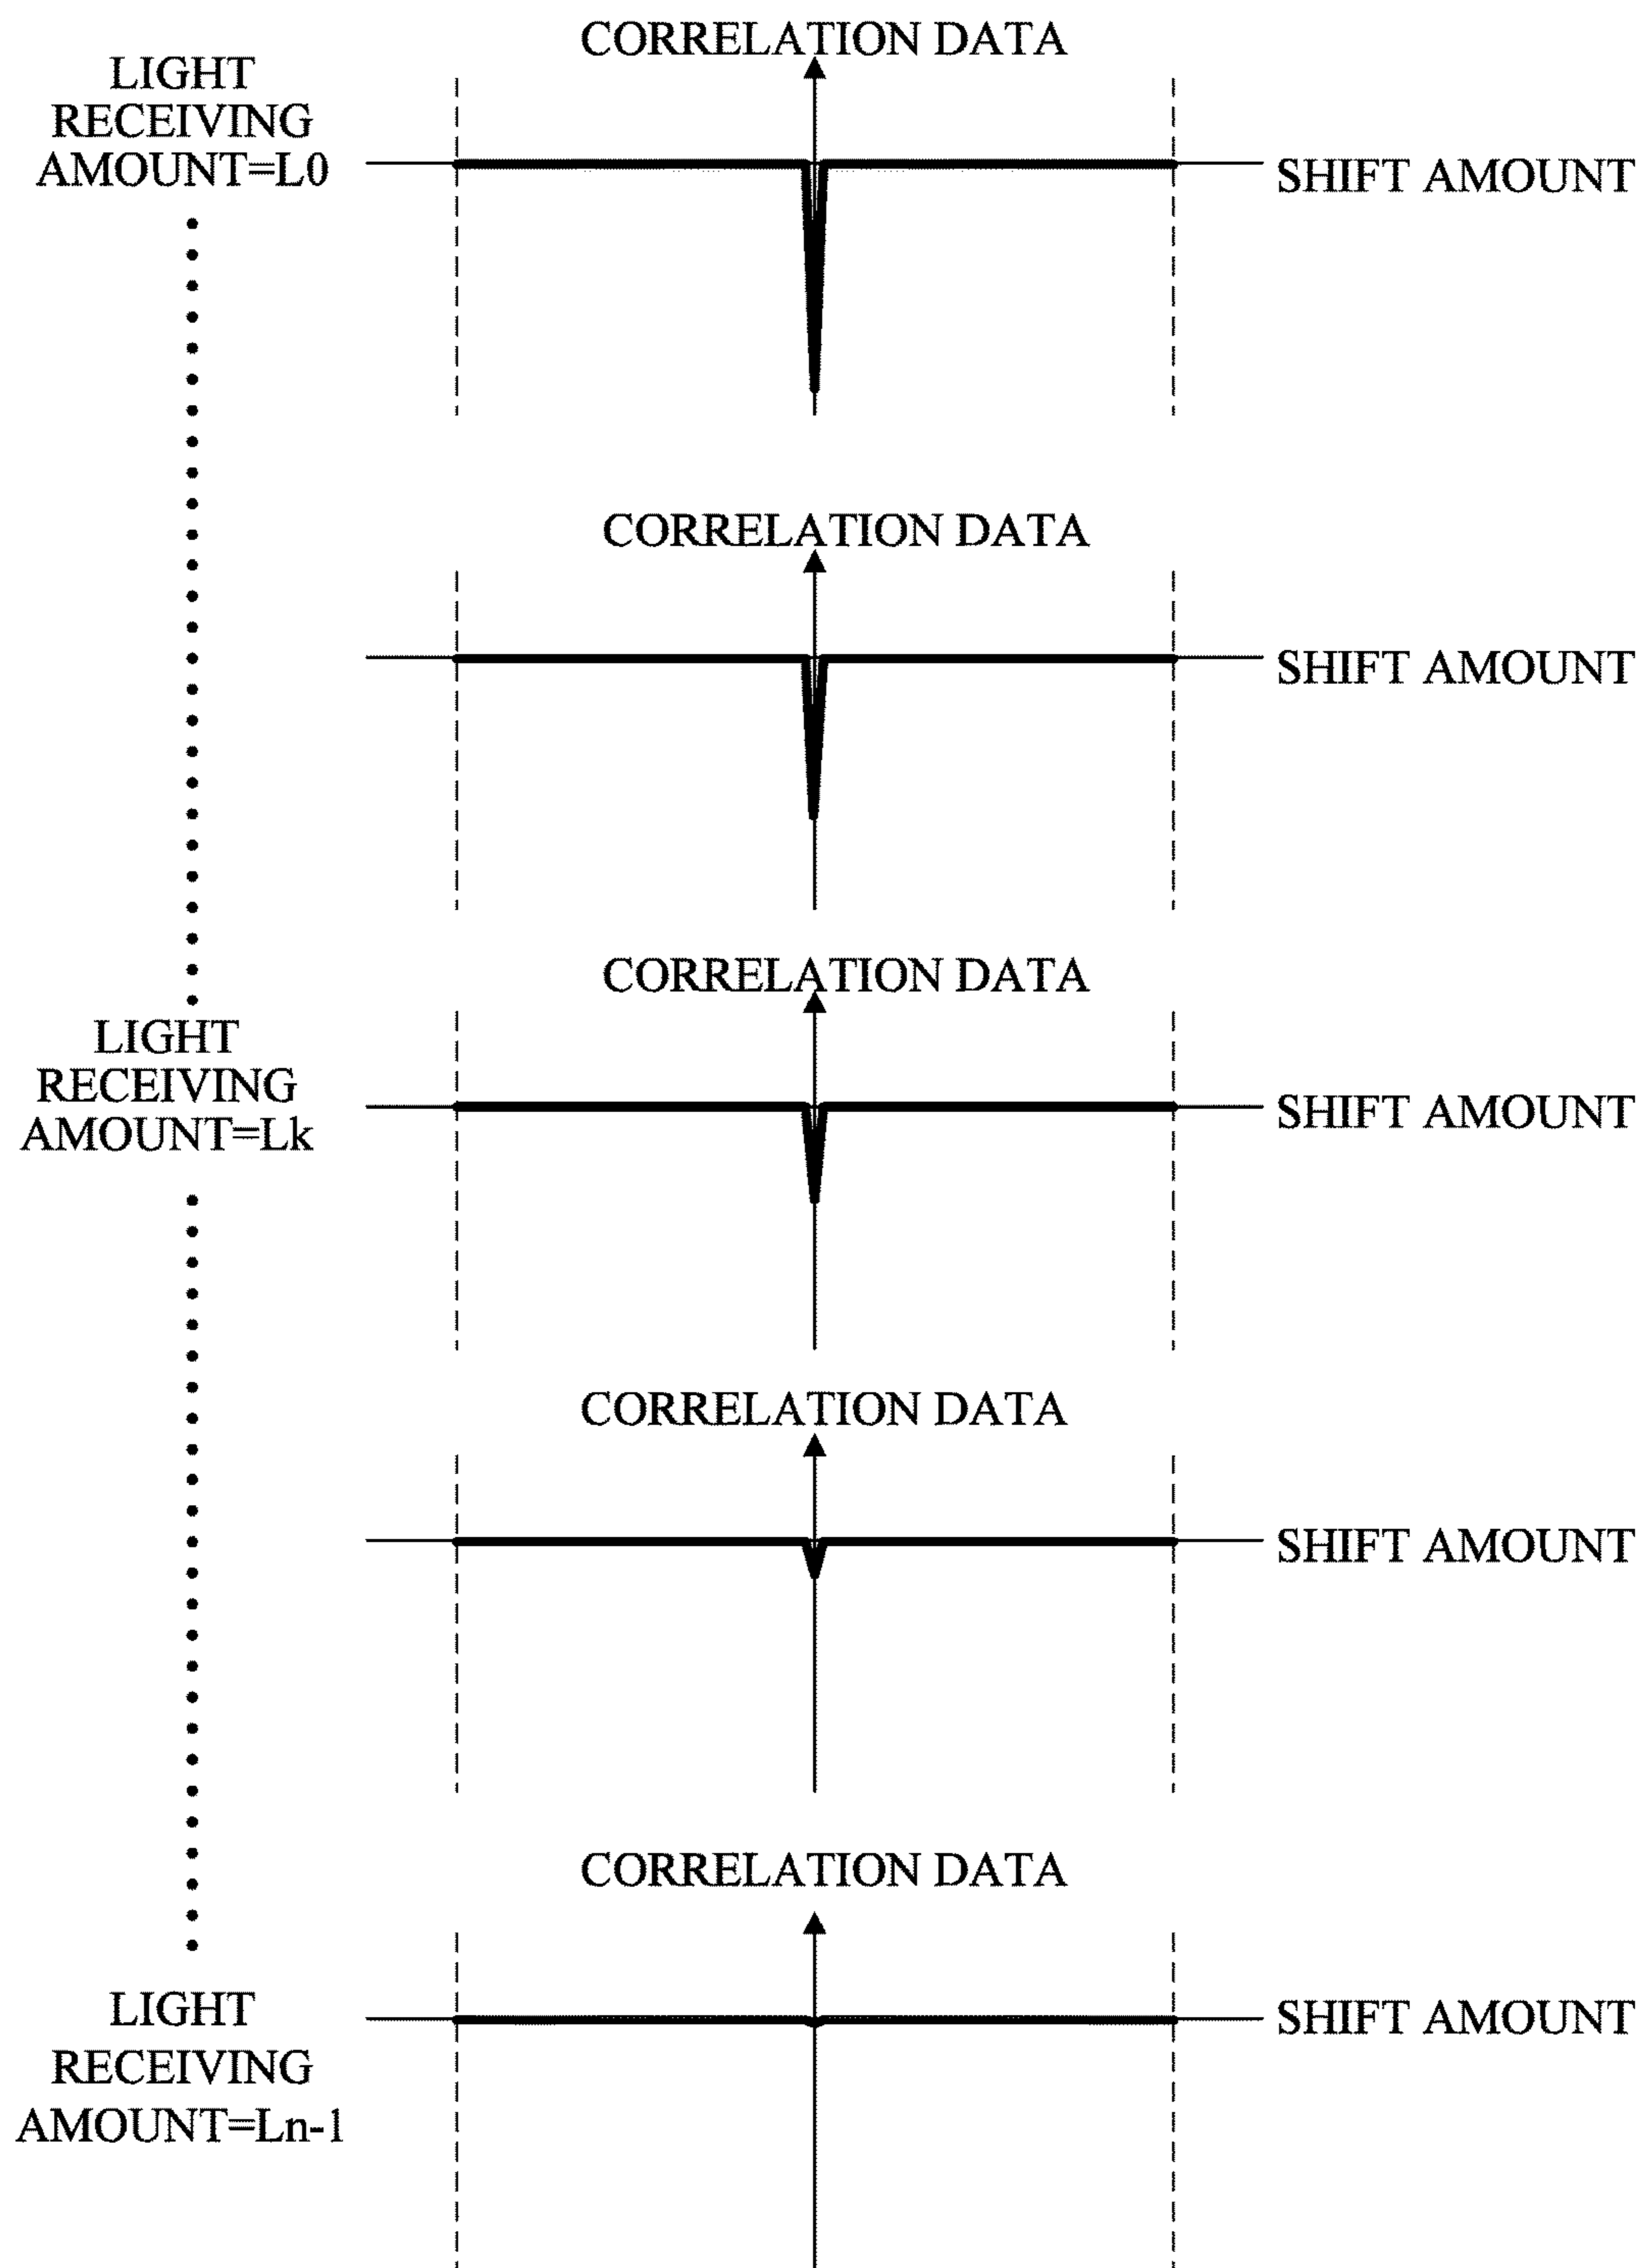 CORRELATION DATA
LIGHT
RECEIVING
AMOUNT=L0
SHIFT AMOUNT
CORRELATION DATA
SHIFT AMOUNT
CORRELATION DATA
LIGHT
RECEIVING
AMOUNT=Lk
SHIFT AMOUNT
CORRELATION DATA
SHIFT AMOUNT
CORRELATION DATA
LIGHT
RECEIVING
AMOUNT=Ln-1
SHIFT AMOUNT